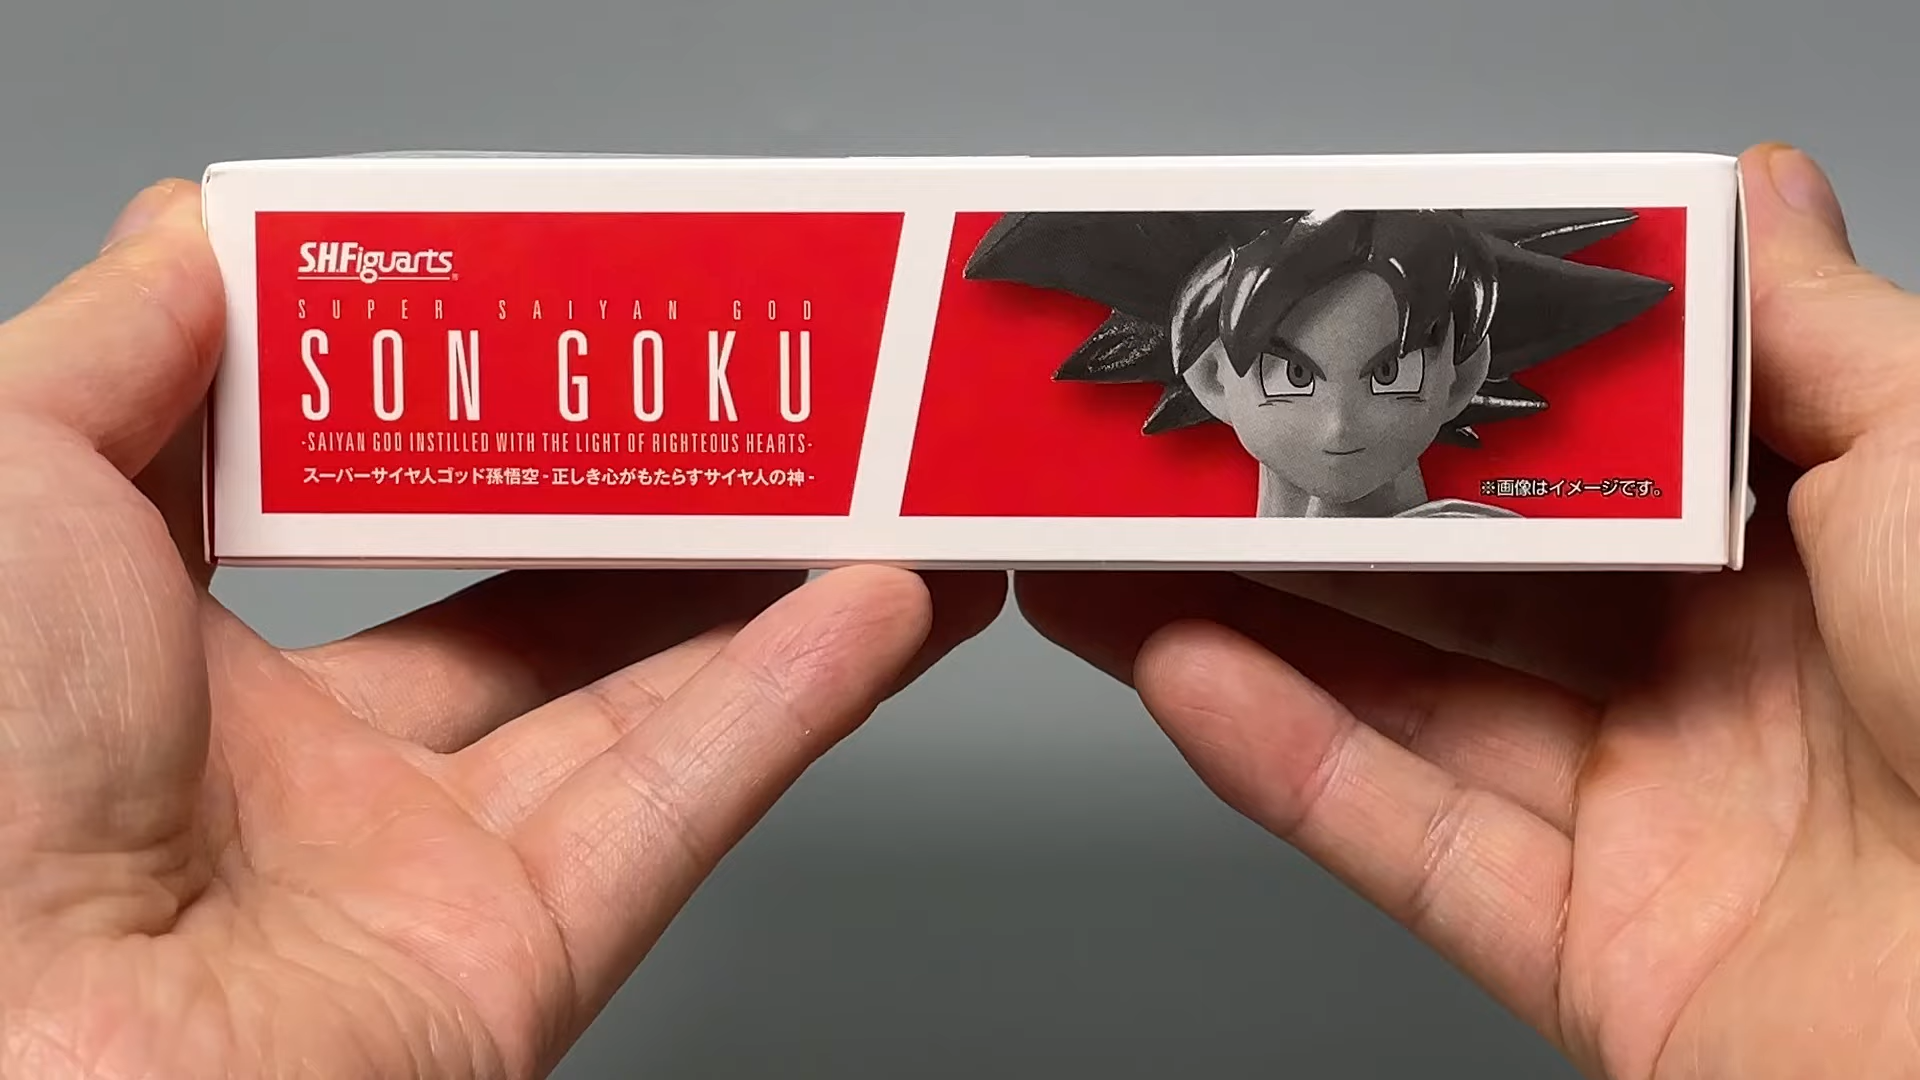 S.H.Figuarts
SUPER SAIYAN GOD
SON GOKU
-SAIYAN GOD INSTILLED WITH THE LIGHT OF RIGHTEOUS HEARTS-
スーパーサイヤ人ゴッド孫悟空-正しき心がもたらすサイヤ人の神-
※画像はイメージです。